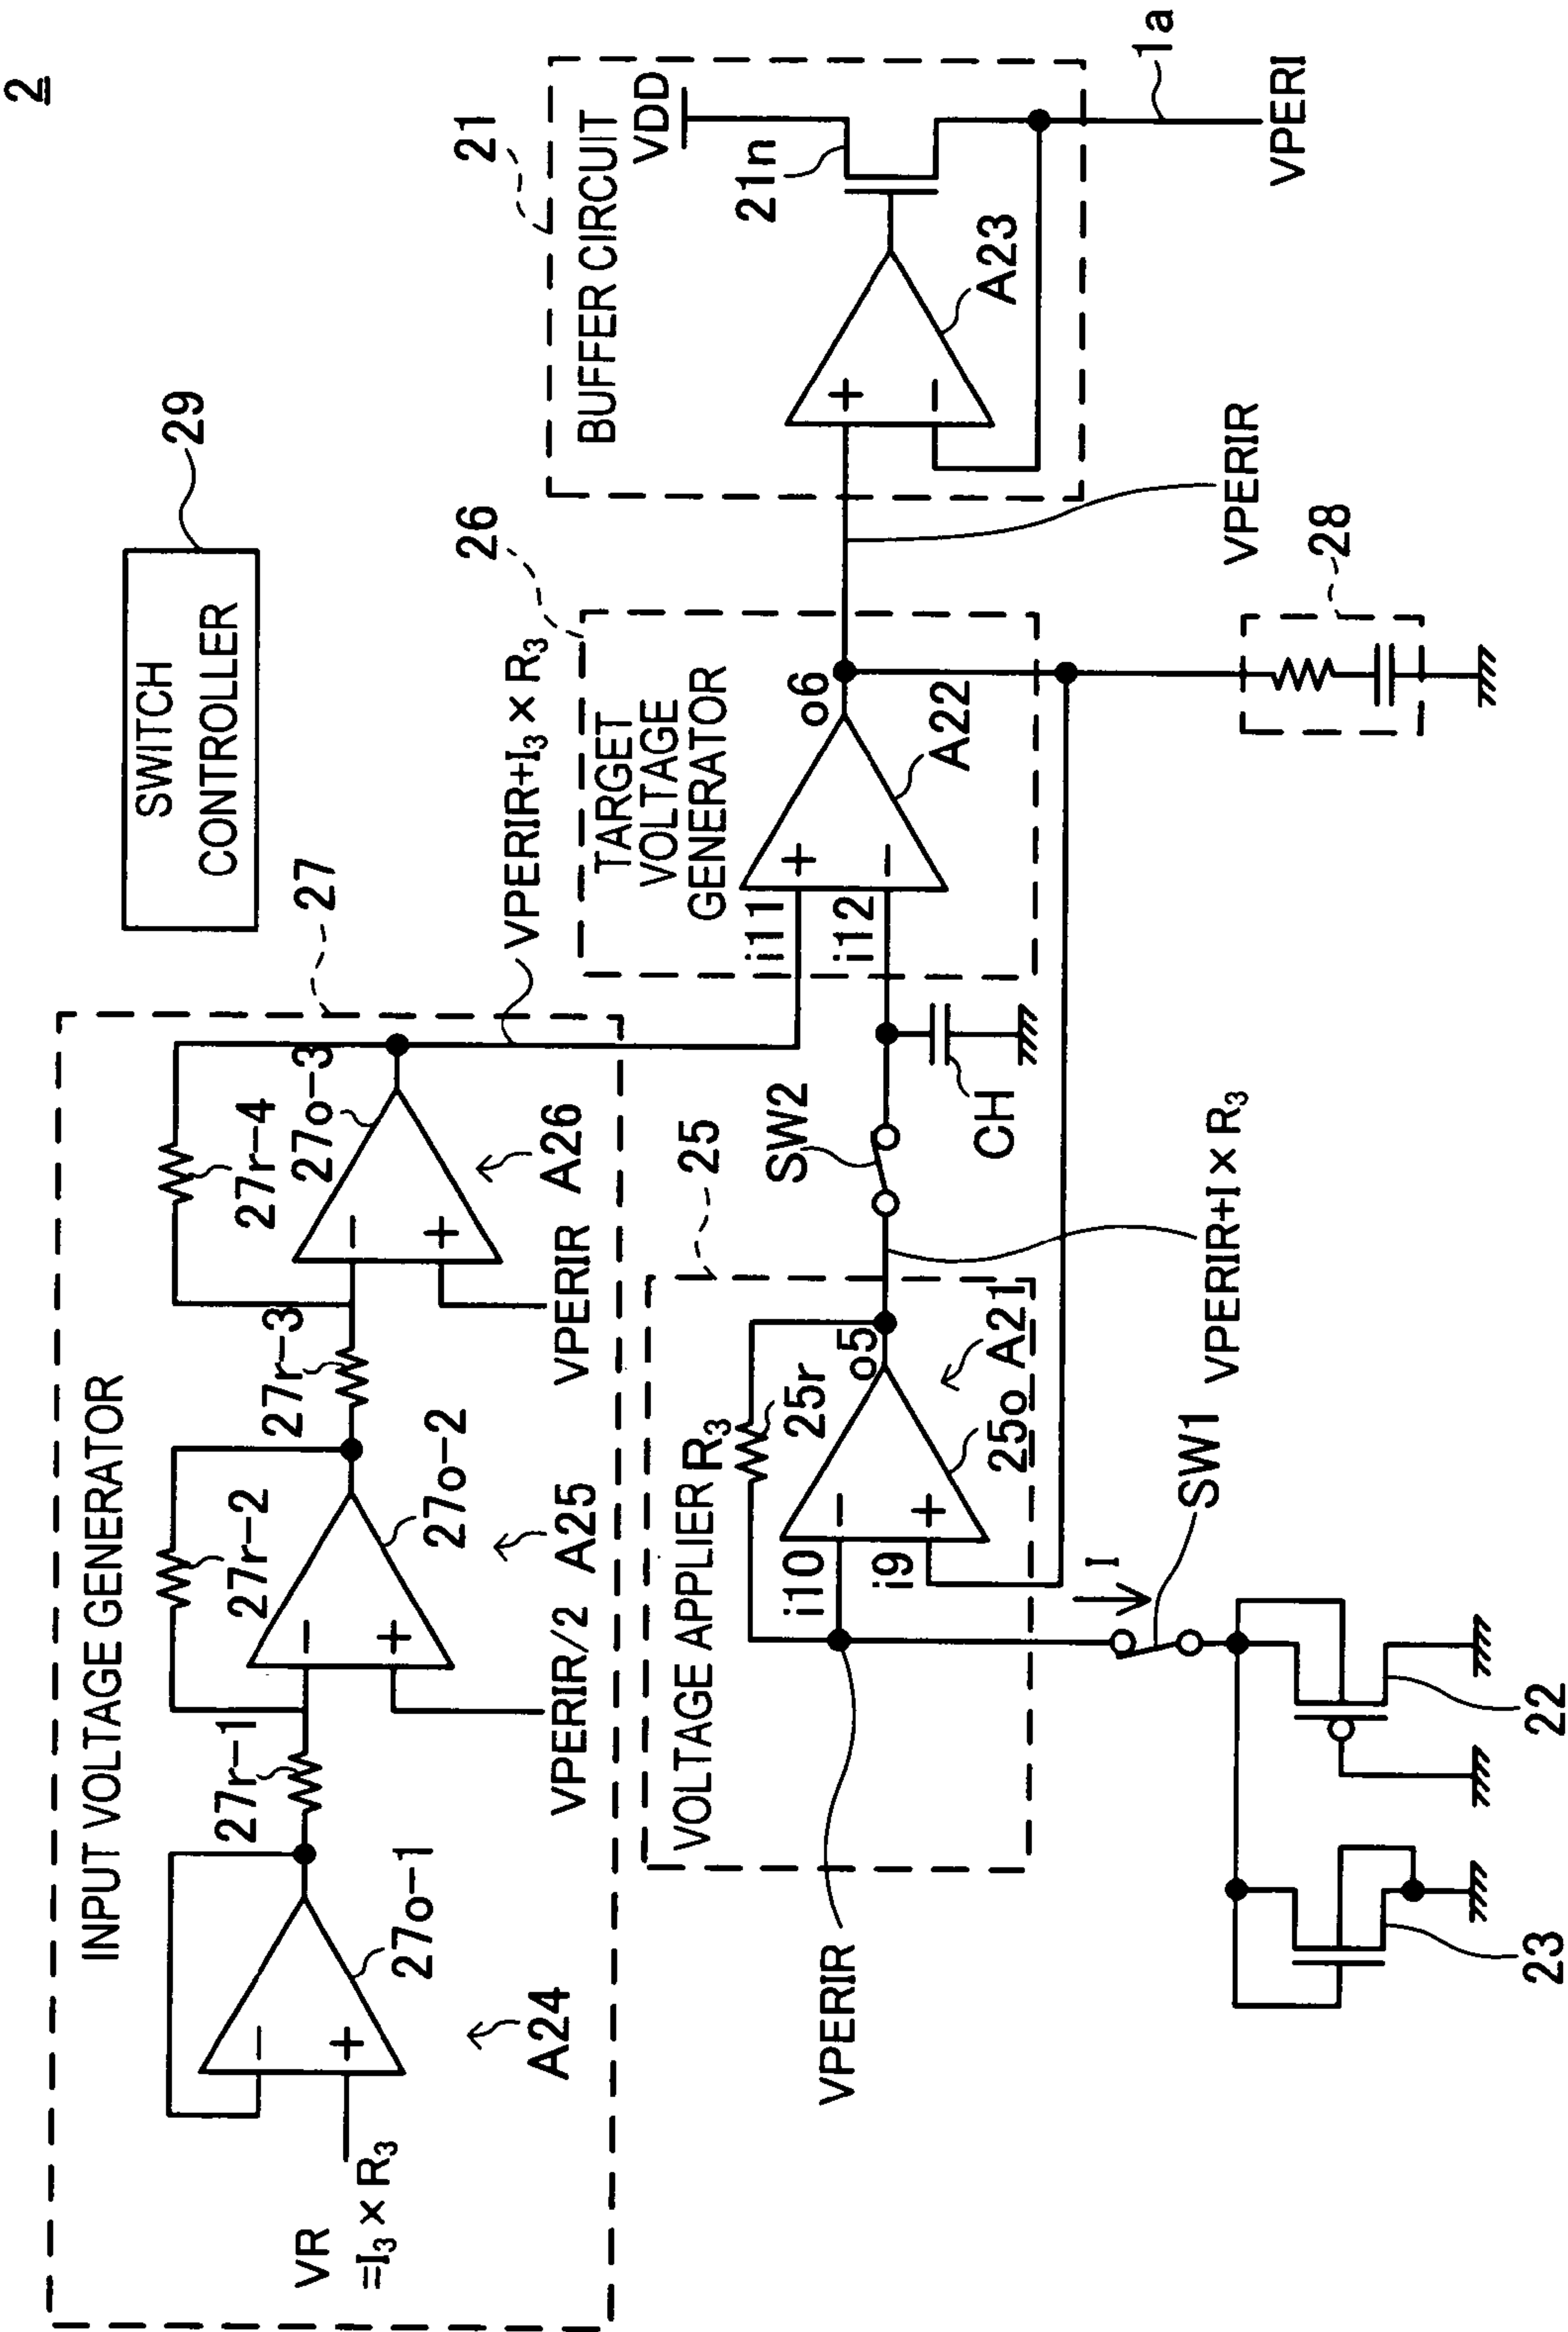 2
SWITCH
CONTROLLER
29
INPUT VOLTAGE GENERATOR
27
VR
=I₃ × R₃
27o-1
A24
27r-1
27r-2
27o-2
A25
VPERIR/2
27r-3
27r-4
27o-3
A26
VPERIR
VPERIR+I₃ × R₃
VOLTAGE APPLIER
25
R₃
25r
i10
i9
o5
25o
A21
VPERIR
VPERIR+I × R₃
SW2
CH
TARGET
VOLTAGE
GENERATOR
26
i11
i12
o6
A22
BUFFER CIRCUIT
21
VDD
21n
A23
1a
VPERI
VPERIR
28
I
SW1
22
23